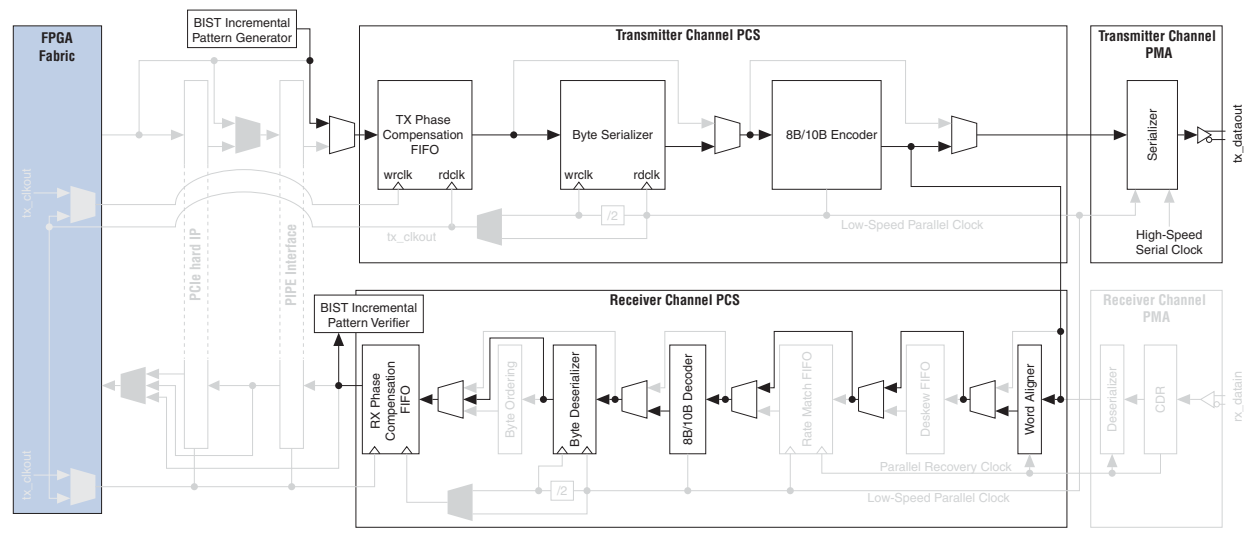 BIST Incremental
Pattern Generator
FPGA
Fabric
Transmitter Channel PCS
Transmitter Channel
PMA
TX Phase
Compensation
FIFO
wrclk
rdclk
Byte Serializer
wrclk
rdclk
8B/10B Encoder
Serializer
tx_dataout
tx_clkout
/2
tx_clkout
Low-Speed Parallel Clock
High-Speed
Serial Clock
PCIe hard IP
PIPE Interface
BIST Incremental
Pattern Verifier
Receiver Channel PCS
Receiver Channel
PMA
RX Phase
Compensation
FIFO
Byte Ordering
Byte Deserializer
8B/10B Decoder
Rate Match FIFO
Deskew FIFO
Word Aligner
Deserializer
CDR
rx_datain
tx_clkout
Parallel Recovery Clock
/2
Low-Speed Parallel Clock